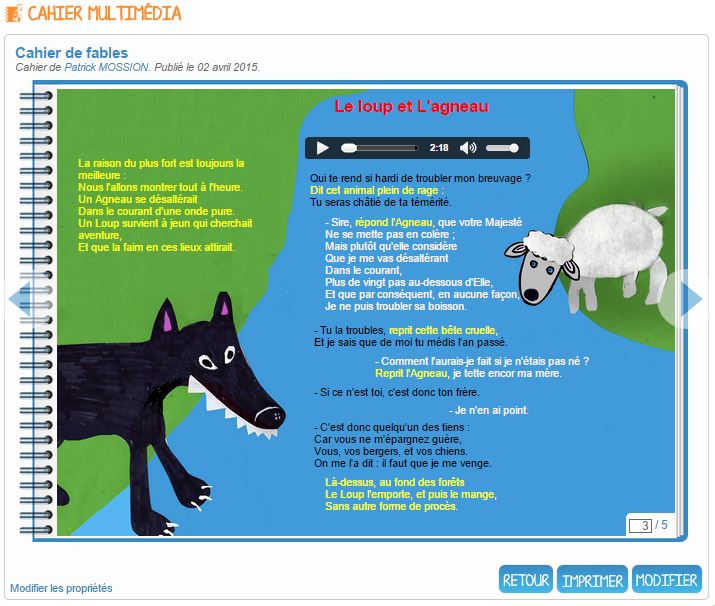 CAHIER MULTIMÉDIA
Cahier de fables
Cahier de Patrick MOSSION. Publié le 02 avril 2015.
Le loup et L'agneau
2:18
La raison du plus fort est toujours la
meilleure :
Nous l'allons montrer tout à l'heure.
Un Agneau se désaltérait
Dans le courant d'une onde pure.
Un Loup survient à jeun qui cherchait
aventure,
Et que la faim en ces lieux attirait.
Qui te rend si hardi de troubler mon breuvage ?
Dit cet animal plein de rage :
Tu seras châtié de ta témérité.
- Sire, répond l'Agneau, que votre Majesté
Ne se mette pas en colère ;
Mais plutôt qu'elle considère
Que je me vas désaltérant
Dans le courant,
Plus de vingt pas au-dessous d'Elle,
Et que par conséquent, en aucune façon,
Je ne puis troubler sa boisson.
- Tu la troubles, reprit cette bête cruelle,
Et je sais que de moi tu médis l'an passé.
- Comment l'aurais-je fait si je n'étais pas né ?
Reprit l'Agneau, je tette encor ma mère.
- Si ce n'est toi, c'est donc ton frère.
- Je n'en ai point.
- C'est donc quelqu'un des tiens :
Car vous ne m'épargnez guère,
Vous, vos bergers, et vos chiens.
On me l'a dit : il faut que je me venge.
Là-dessus, au fond des forêts
Le Loup l'emporte, et puis le mange,
Sans autre forme de procès.
3 / 5
Modifier les propriétés
RETOUR
IMPRIMER
MODIFIER